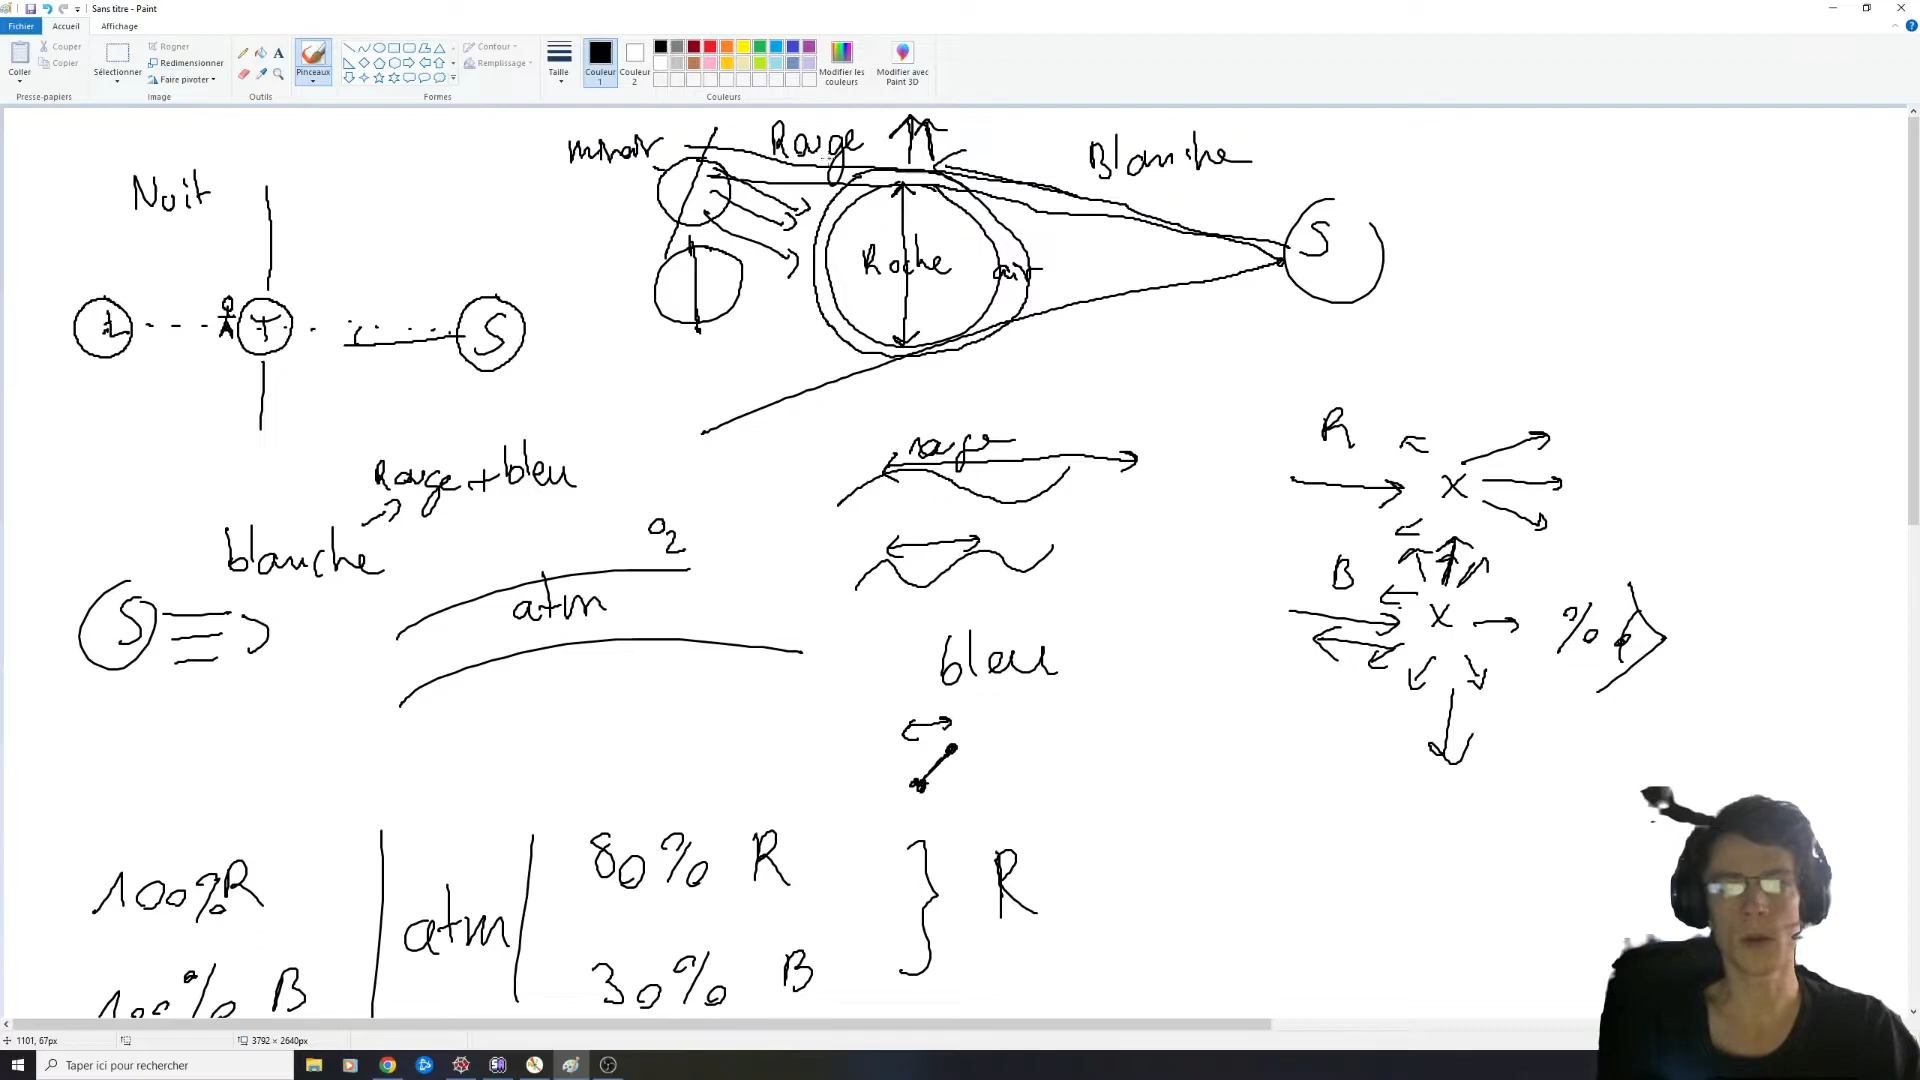 Sans titre - Paint
Fichier Accueil Affichage
Coller
Couper
Copier
Presse-papiers
Sélectionner
Rogner
Redimensionner
Faire pivoter
Image
Outils
Pinceaux
Formes
Contour
Remplissage
Taille
Couleur 1
Couleur 2
Couleurs
Modifier les couleurs
Modifier avec Paint 3D
Nuit
L T S
Rouge
Blanche
Roche
air
S
Rouge + bleu
blanche
S
O2
atm
rouge
bleu
R
B
%
100% R
100% B
atm
80% R
30% B
R
1101, 67px
3792 × 2640px
Taper ici pour rechercher